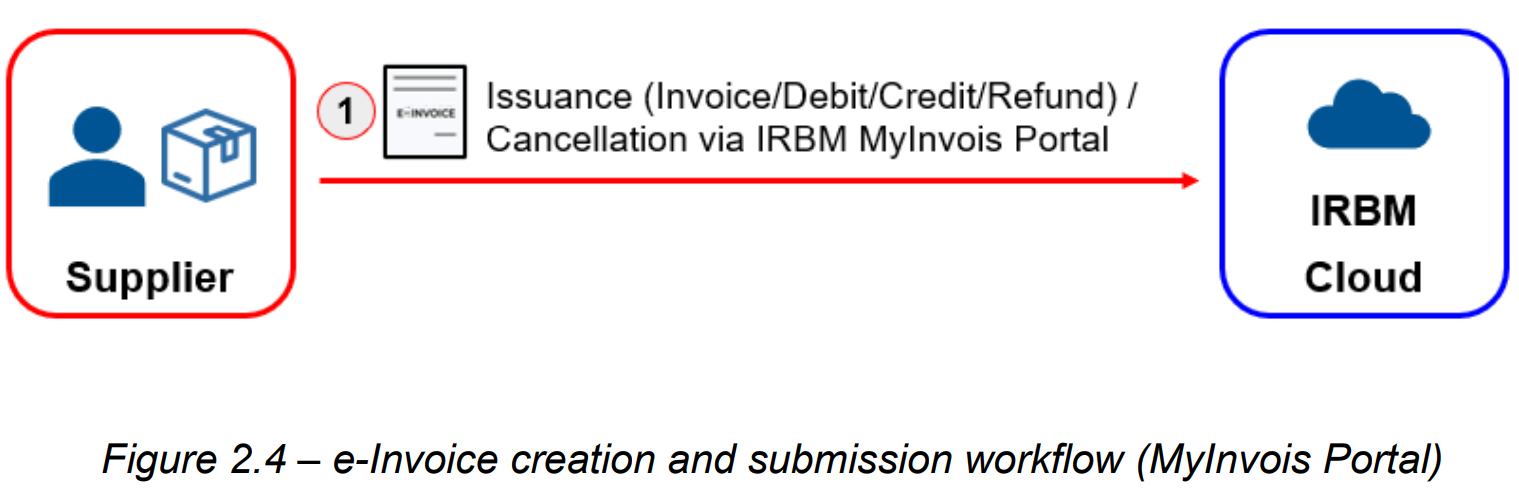 1
E-INVOICE
Issuance (Invoice/Debit/Credit/Refund) /
Cancellation via IRBM MyInvois Portal
Supplier
IRBM
Cloud
Figure 2.4 – e-Invoice creation and submission workflow (MyInvois Portal)